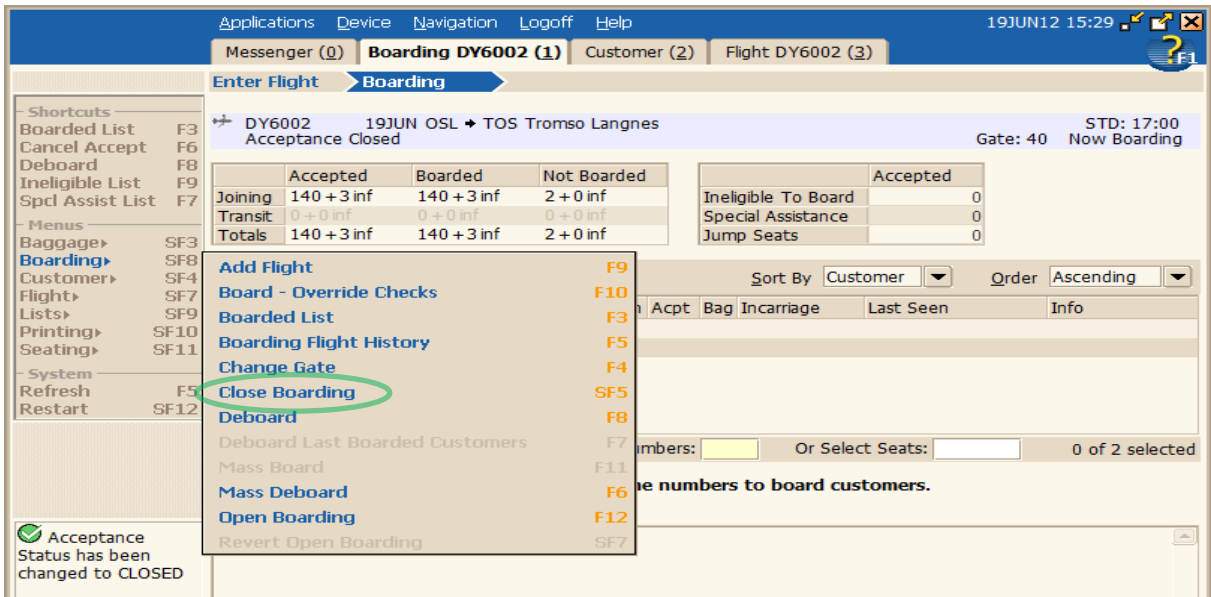 Applications Device Navigation Logoff Help 19JUN12 15:29
Messenger (0) Boarding DY6002 (1) Customer (2) Flight DY6002 (3) ? F1
Enter Flight Boarding
Shortcuts
Boarded List F3
Cancel Accept F6
Deboard F8
Ineligible List F9
Spcl Assist List F7
Menus
Baggage SF3
Boarding SF8
Customer SF4
Flight SF7
Lists SF9
Printing SF10
Seating SF11
System
Refresh F5
Restart SF12
DY6002 19JUN OSL → TOS Tromso Langnes STD: 17:00
Acceptance Closed Gate: 40 Now Boarding
Accepted Boarded Not Boarded Accepted
Joining 140 + 3 inf 140 + 3 inf 2 + 0 inf Ineligible To Board 0
Transit 0 + 0 inf 0 + 0 inf 0 + 0 inf Special Assistance 0
Totals 140 + 3 inf 140 + 3 inf 2 + 0 inf Jump Seats 0
Sort By Customer Order Ascending
Acpt Bag Incarriage Last Seen Info
Add Flight F9
Board - Override Checks F10
Boarded List F3
Boarding Flight History F5
Change Gate F4
Close Boarding SF5
Deboard F8
Deboard Last Boarded Customers F7
Mass Board F11
Mass Deboard F6
Open Boarding F12
Revert Open Boarding SF7
mbers: Or Select Seats: 0 of 2 selected
e numbers to board customers.
Acceptance
Status has been
changed to CLOSED